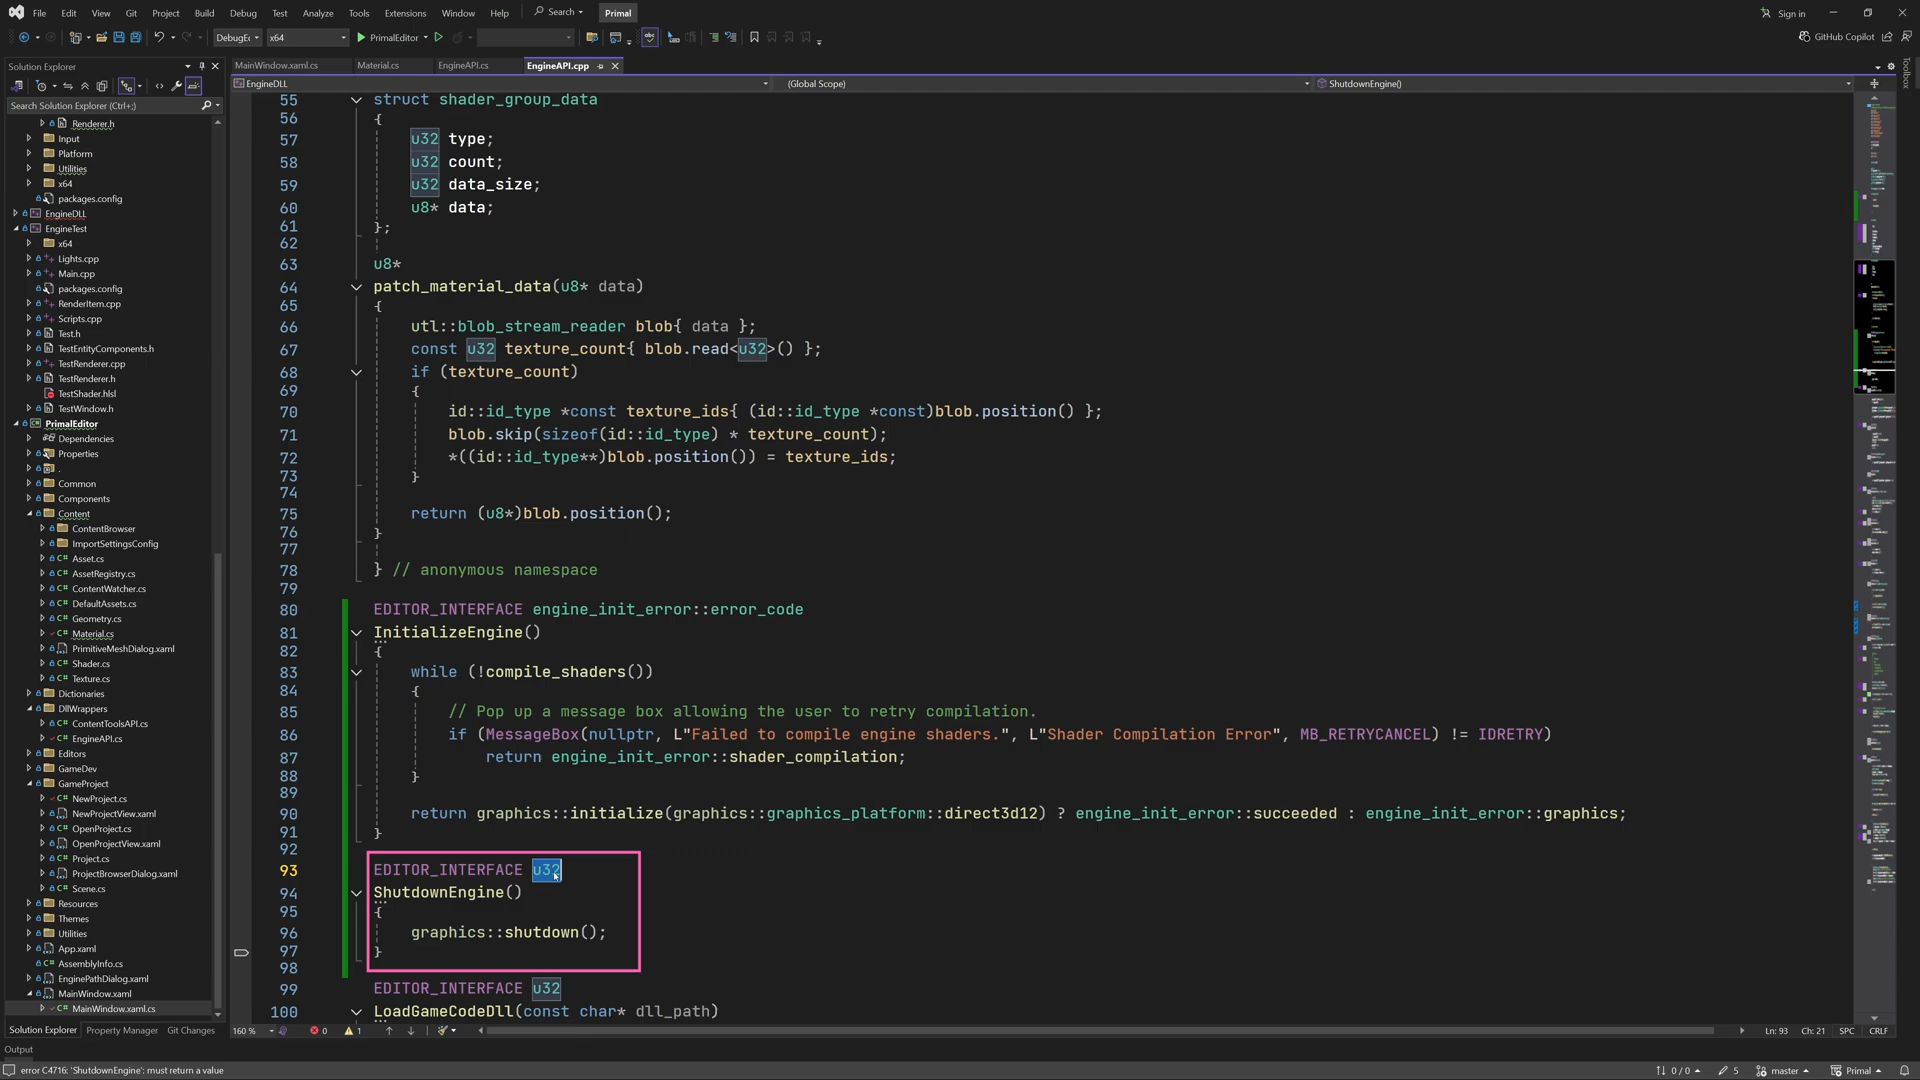 File Edit View Git Project Build Debug Test Analyze Tools Extensions Window Help Search Primal Sign in
DebugEc x64 PrimalEditor GitHub Copilot
Solution Explorer
Search Solution Explorer (Ctrl+;)
Renderer.h
Input
Platform
Utilities
x64
packages.config
EngineDLL
EngineTest
x64
Lights.cpp
Main.cpp
packages.config
RenderItem.cpp
Scripts.cpp
Test.h
TestEntityComponents.h
TestRenderer.cpp
TestRenderer.h
TestShader.hlsl
TestWindow.h
PrimalEditor
Dependencies
Properties
.
Common
Components
Content
ContentBrowser
ImportSettingsConfig
C# Asset.cs
C# AssetRegistry.cs
C# ContentWatcher.cs
C# DefaultAssets.cs
C# Geometry.cs
C# Material.cs
PrimitiveMeshDialog.xaml
C# Shader.cs
C# Texture.cs
Dictionaries
DllWrappers
C# ContentToolsAPI.cs
C# EngineAPI.cs
Editors
GameDev
GameProject
C# NewProject.cs
NewProjectView.xaml
C# OpenProject.cs
OpenProjectView.xaml
C# Project.cs
ProjectBrowserDialog.xaml
C# Scene.cs
Resources
Themes
Utilities
App.xaml
C# AssemblyInfo.cs
EnginePathDialog.xaml
MainWindow.xaml
C# MainWindow.xaml.cs
Solution Explorer Property Manager Git Changes
MainWindow.xaml.cs Material.cs EngineAPI.cs EngineAPI.cpp
EngineDLL (Global Scope) ShutdownEngine()
55 struct shader_group_data
56 {
57 u32 type;
58 u32 count;
59 u32 data_size;
60 u8* data;
61 };
62
63 u8*
64 patch_material_data(u8* data)
65 {
66 utl::blob_stream_reader blob{ data };
67 const u32 texture_count{ blob.read<u32>() };
68 if (texture_count)
69 {
70 id::id_type *const texture_ids{ (id::id_type *const)blob.position() };
71 blob.skip(sizeof(id::id_type) * texture_count);
72 *((id::id_type**)blob.position()) = texture_ids;
73 }
74
75 return (u8*)blob.position();
76 }
77
78 } // anonymous namespace
79
80 EDITOR_INTERFACE engine_init_error::error_code
81 InitializeEngine()
82 {
83 while (!compile_shaders())
84 {
85 // Pop up a message box allowing the user to retry compilation.
86 if (MessageBox(nullptr, L"Failed to compile engine shaders.", L"Shader Compilation Error", MB_RETRYCANCEL) != IDRETRY)
87 return engine_init_error::shader_compilation;
88 }
89
90 return graphics::initialize(graphics::graphics_platform::direct3d12) ? engine_init_error::succeeded : engine_init_error::graphics;
91 }
92
93 EDITOR_INTERFACE u32
94 ShutdownEngine()
95 {
96 graphics::shutdown();
97 }
98
99 EDITOR_INTERFACE u32
100 LoadGameCodeDll(const char* dll_path)
160 % 0 1 Ln: 93 Ch: 21 SPC CRLF
Toolbox
Output
error C4716: 'ShutdownEngine': must return a value 0 / 0 5 master Primal